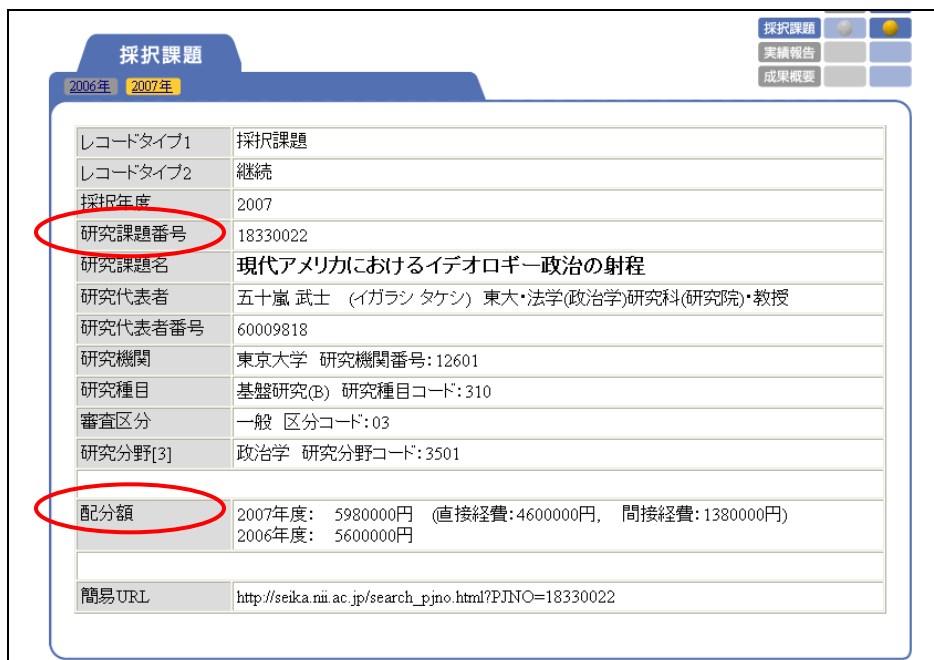 採択課題
実績報告
成果概要
採択課題
2006年 2007年
レコードタイプ1 採択課題
レコードタイプ2 継続
採択年度 2007
研究課題番号 18330022
研究課題名 現代アメリカにおけるイデオロギー政治の射程
研究代表者 五十嵐 武士 (イガラシ タケシ) 東大・法学(政治学)研究科(研究院)・教授
研究代表者番号 60009818
研究機関 東京大学 研究機関番号:12601
研究種目 基盤研究(B) 研究種目コード:310
審査区分 一般 区分コード:03
研究分野[3] 政治学 研究分野コード:3501
配分額 2007年度: 5980000円 (直接経費:4600000円, 間接経費:1380000円)
2006年度: 5600000円
簡易URL http://seika.nii.ac.jp/search_pjno.html?PJNO=18330022